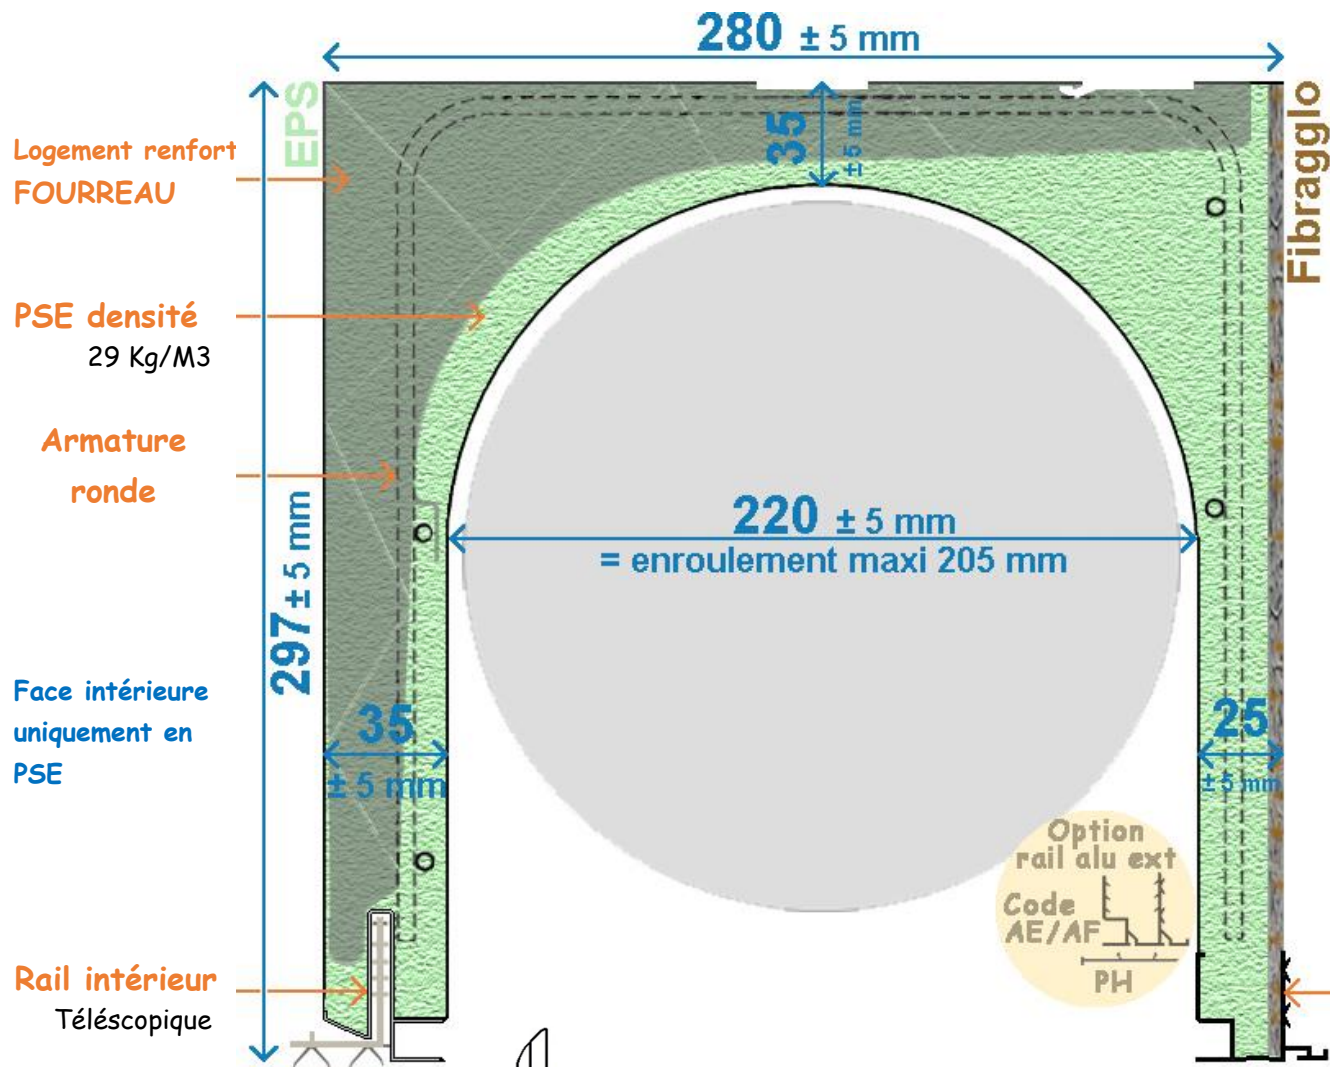 280 ± 5 mm
EPS
Fibragglo
35
± 5 mm
Logement renfort
FOURREAU
PSE densité
29 Kg/M3
Armature
ronde
220 ± 5 mm
= enroulement maxi 205 mm
297 ± 5 mm
Face intérieure
uniquement en
PSE
35
± 5 mm
25
± 5 mm
Option
rail alu ext
Code
AE/AF
PH
Rail intérieur
Téléscopique